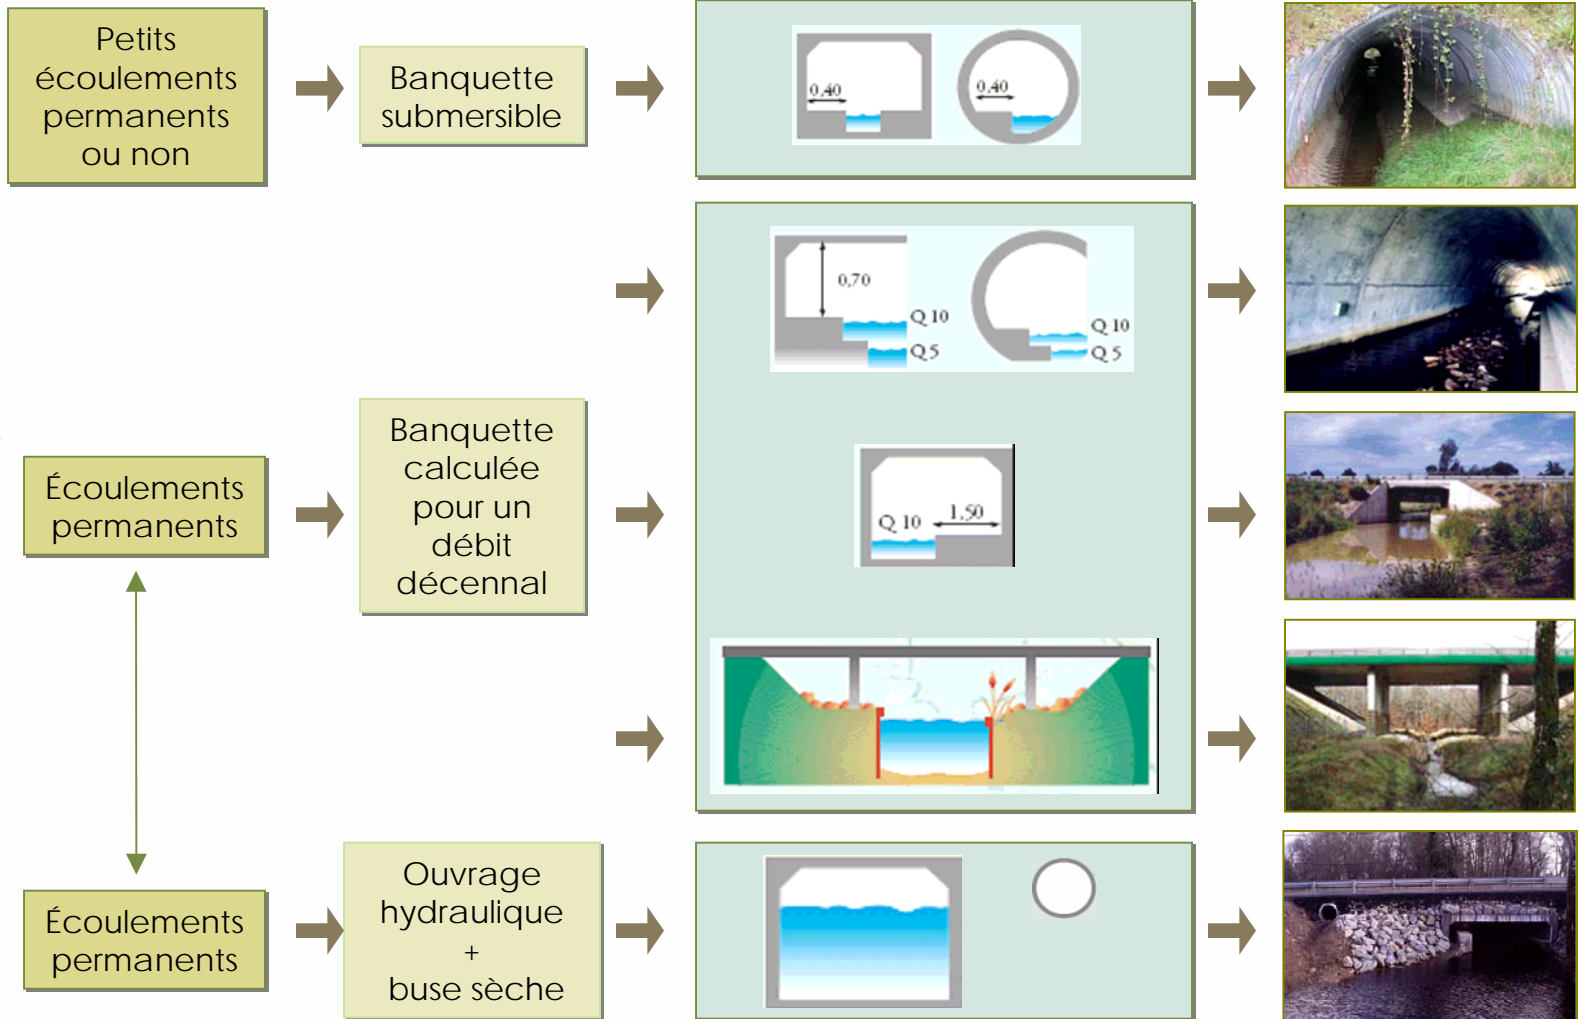 Petits
écoulements
permanents
ou non
Banquette
submersible
0,40
0,40
0,70
Q 10
Q 5
Q 10
Q 5
Écoulements
permanents
Banquette
calculée
pour un
débit
décennal
Q 10
1,50
Écoulements
permanents
Ouvrage
hydraulique
+
buse sèche